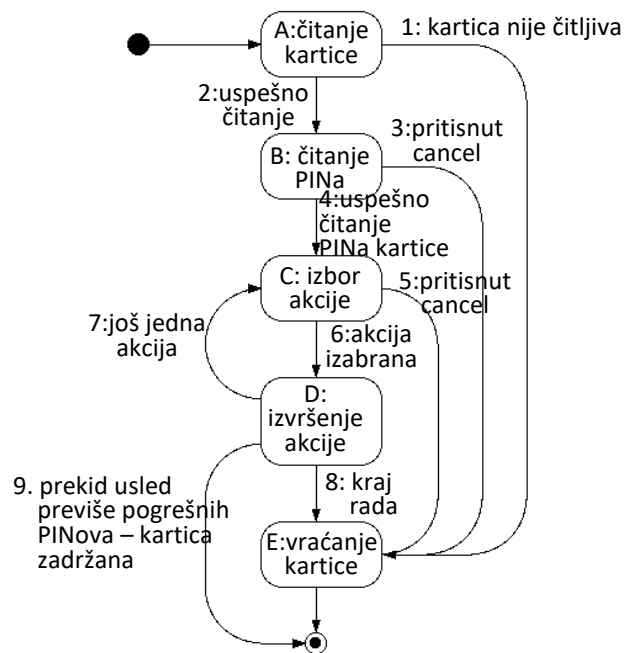 A:čitanje
kartice
1: kartica nije čitljiva
2:uspešno
čitanje
3:pritisnut
cancel
B: čitanje
PINa
4:uspešno
čitanje
PINa kartice
C: izbor
akcije
5:pritisnut
cancel
7:još jedna
akcija
6:akcija
izabrana
D:
izvršenje
akcije
9. prekid usled
previše pogrešnih
PINova – kartica
zadržana
8: kraj
rada
E:vraćanje
kartice